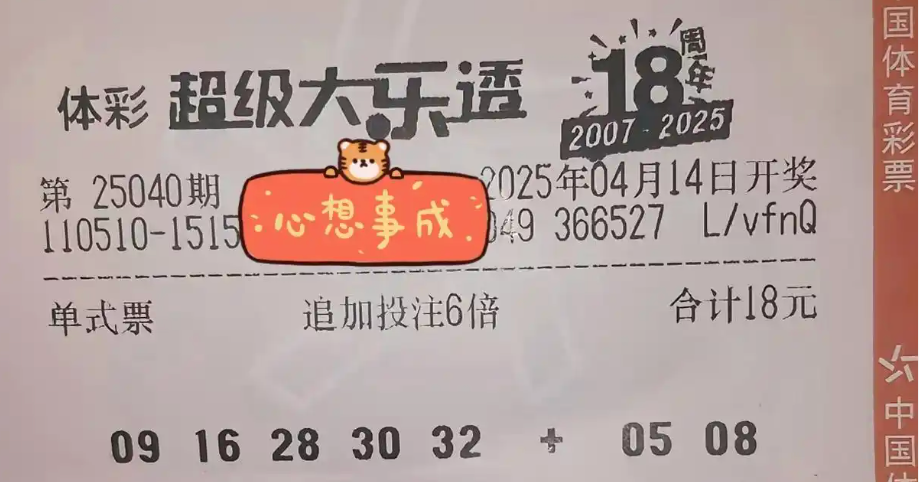 体彩 超级大乐透
18周年
2007-2025
第 25040期
2025年04月14日开奖
心想事成
110510-1515
049 366527 L/vfnQ
单式票 追加投注6倍 合计18元
09 16 28 30 32 + 05 08
国体育彩票
中国体